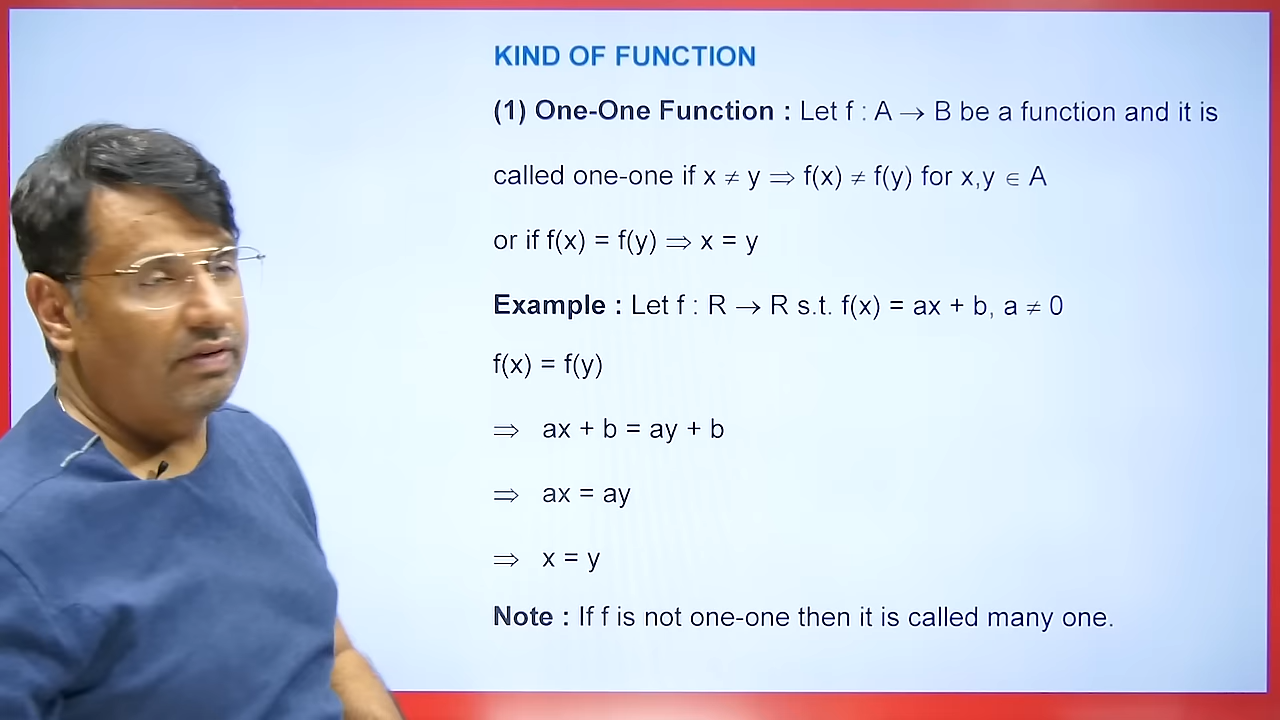 KIND OF FUNCTION
(1) One-One Function : Let f : A → B be a function and it is
called one-one if x ≠ y ⇒ f(x) ≠ f(y) for x,y ∈ A
or if f(x) = f(y) ⇒ x = y
Example : Let f : R → R s.t. f(x) = ax + b, a ≠ 0
f(x) = f(y)
⇒ ax + b = ay + b
⇒ ax = ay
⇒ x = y
Note : If f is not one-one then it is called many one.